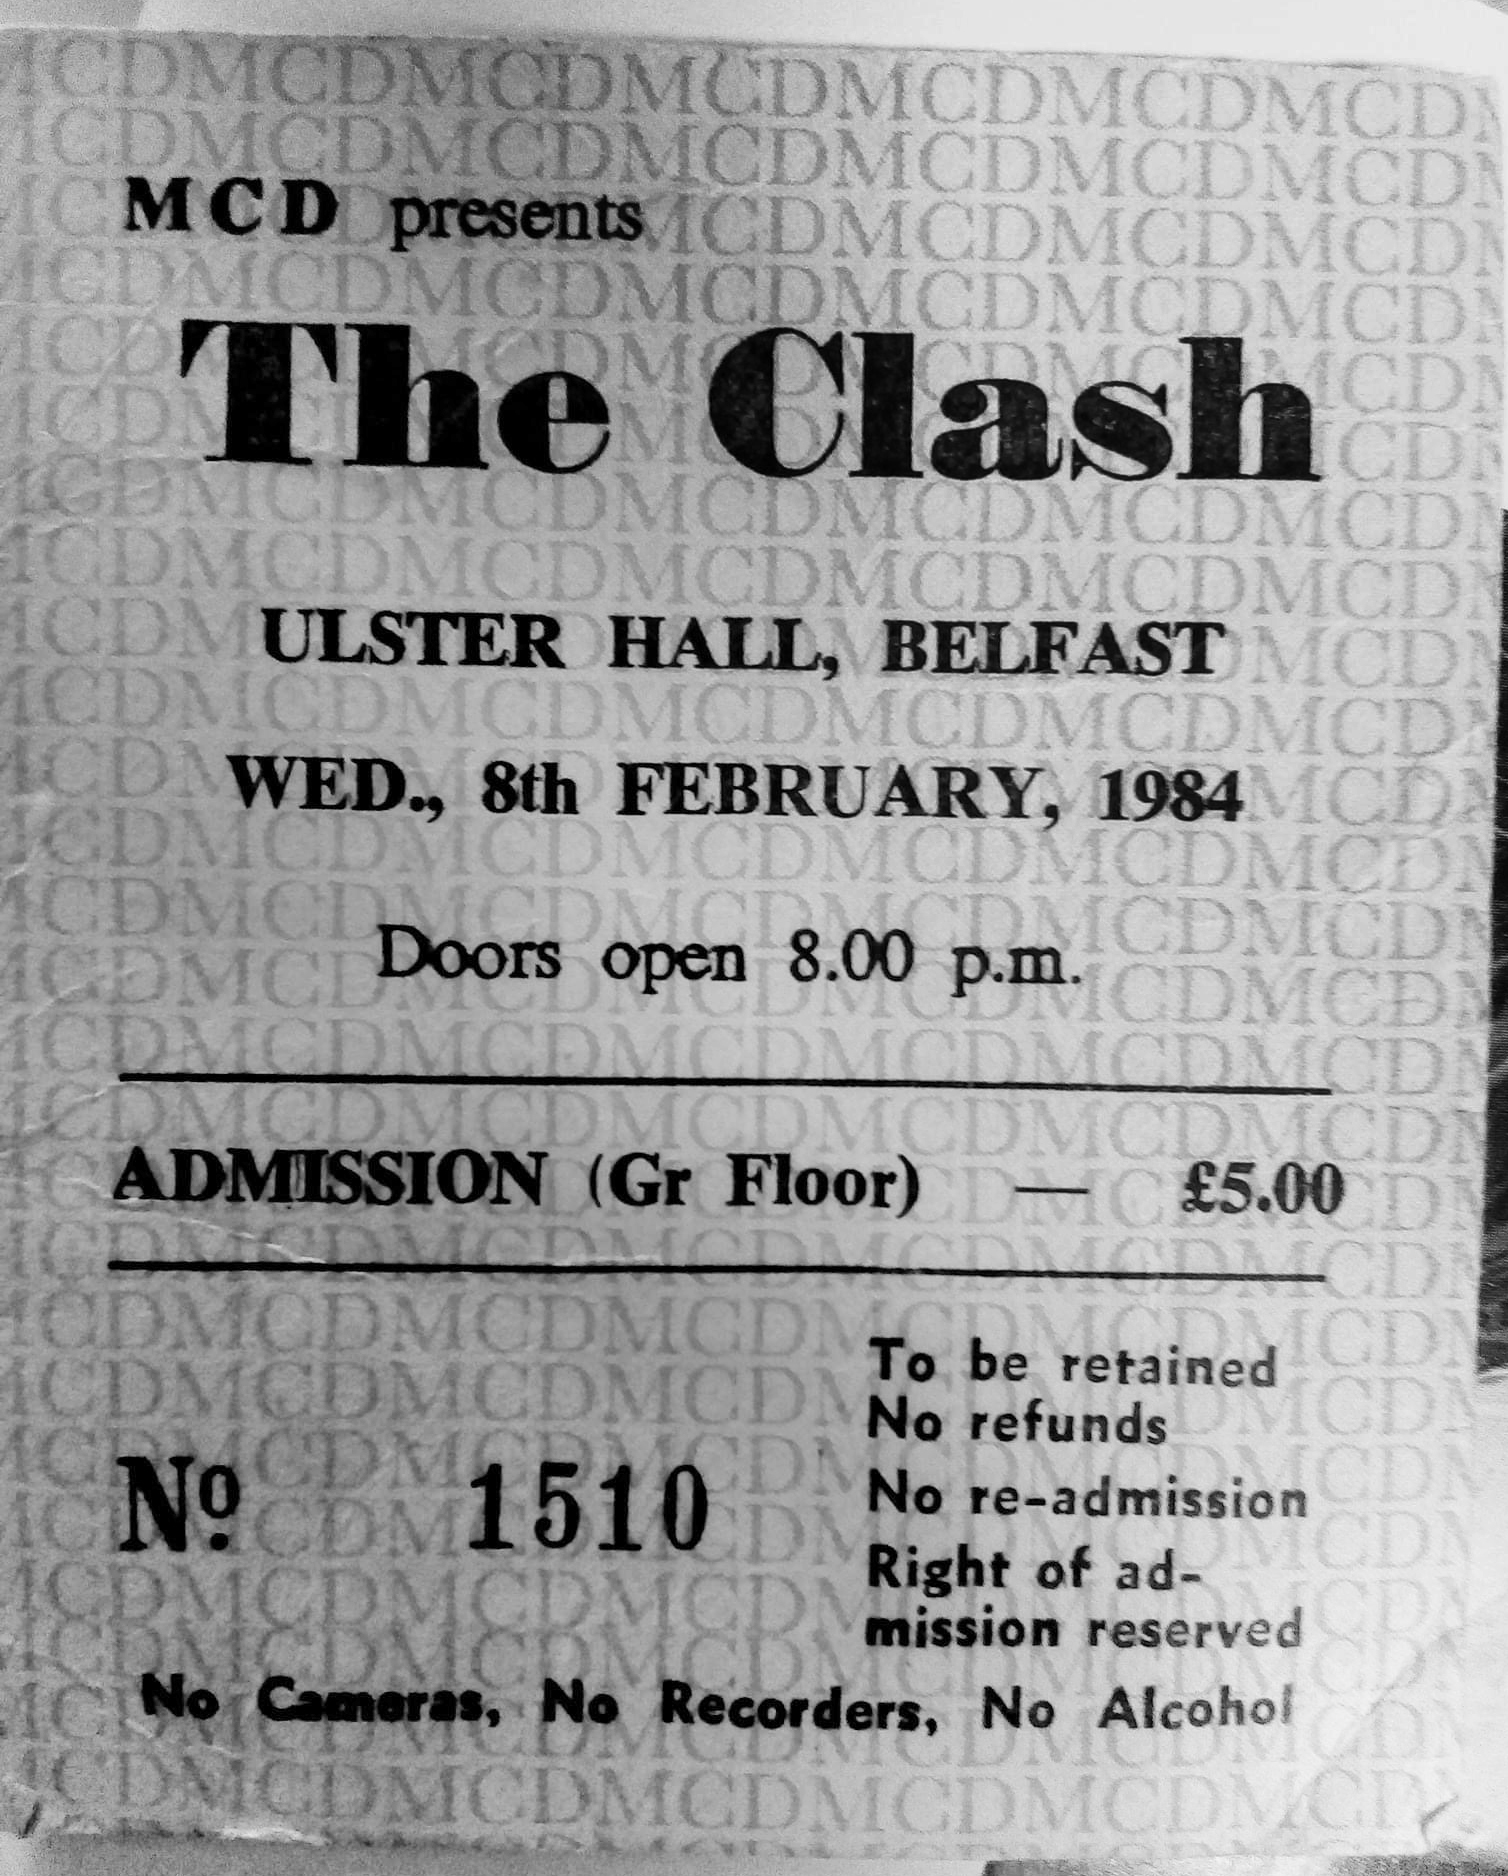 MCD presents
The Clash
ULSTER HALL, BELFAST
WED., 8th FEBRUARY, 1984
Doors open 8.00 p.m.
ADMISSION (Gr Floor) — £5.00
To be retained
No refunds
Nº 1510
No re-admission
Right of ad-
mission reserved
No Cameras, No Recorders, No Alcohol